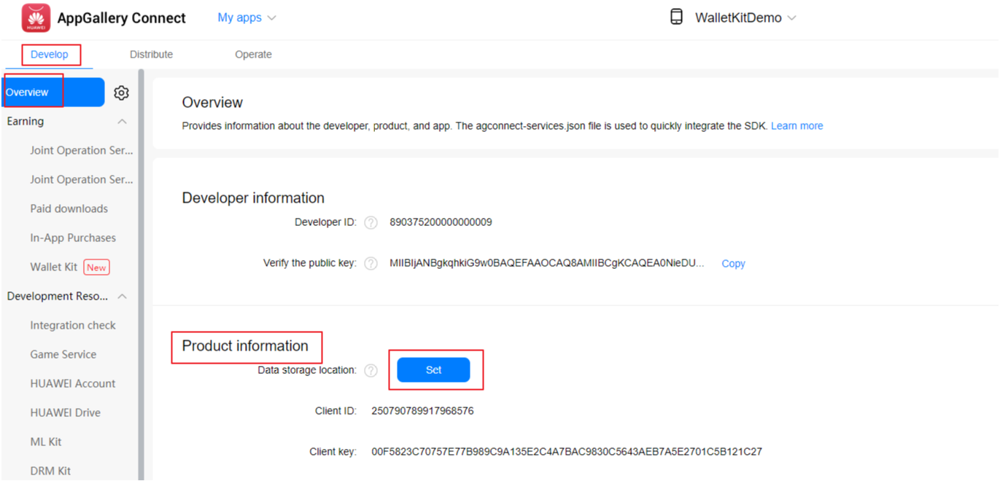 HUAWEI
AppGallery Connect My apps WalletKitDemo
Develop Distribute Operate
Overview
Earning
Joint Operation Ser...
Joint Operation Ser...
Paid downloads
In-App Purchases
Wallet Kit New
Development Reso...
Integration check
Game Service
HUAWEI Account
HUAWEI Drive
ML Kit
DRM Kit
Overview
Provides information about the developer, product, and app. The agconnect-services.json file is used to quickly integrate the SDK. Learn more
Developer information
Developer ID: ? 890375200000000009
Verify the public key: ? MIIBIjANBgkqhkiG9w0BAQEFAAOCAQ8AMIIBCgKCAQEA0NieDU... Copy
Product information
Data storage location: ? Set
Client ID: 250790789917968576
Client key: 00F5823C70757E77B989C9A135E2C4A7BAC9830C5643AEB7A5E2701C5B121C27